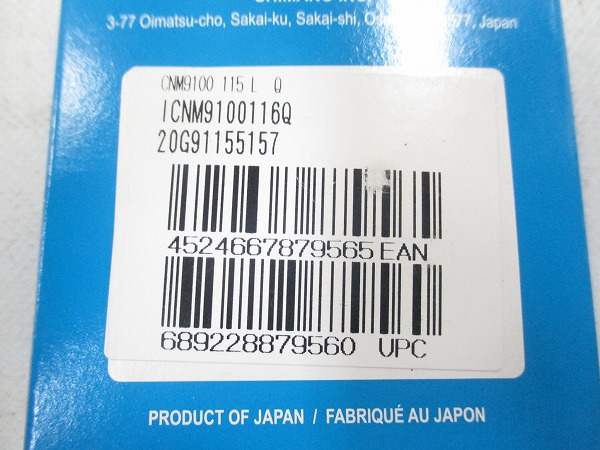 3-77 Oimatsu-cho, Sakai-ku, Sakai-shi, 77, Japan
CNM9100 115 L Q
ICNM9100116Q
20G91155157
4524667879565 EAN
689228879560 UPC
PRODUCT OF JAPAN / FABRIQUÉ AU JAPON